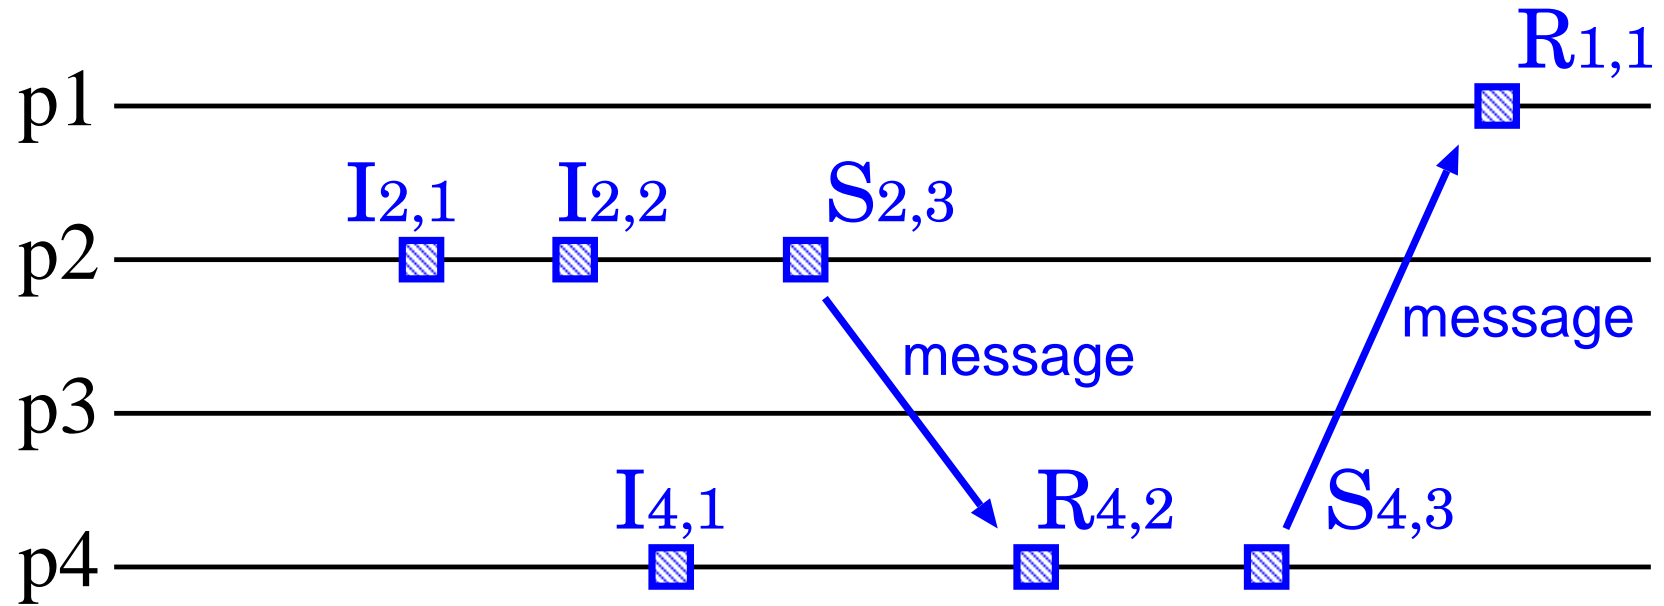 R1,1
p1
I2,1 I2,2 S2,3
p2
message
message
p3
I4,1 R4,2 S4,3
p4